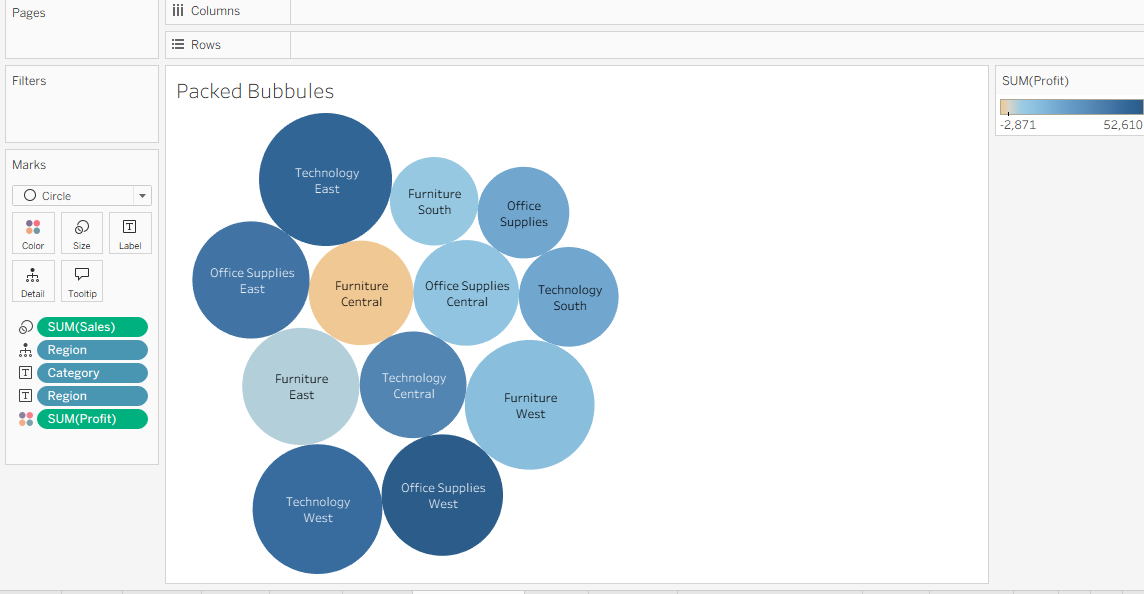 Pages
Columns
Rows
Filters
Marks
Circle
Color
Size
Label
Detail
Tooltip
SUM(Sales)
Region
Category
Region
SUM(Profit)
Packed Bubbules
Technology
East
Furniture
South
Office
Supplies
Office Supplies
East
Furniture
Central
Office Supplies
Central
Technology
South
Furniture
East
Technology
Central
Furniture
West
Technology
West
Office Supplies
West
SUM(Profit)
-2,871
52,610